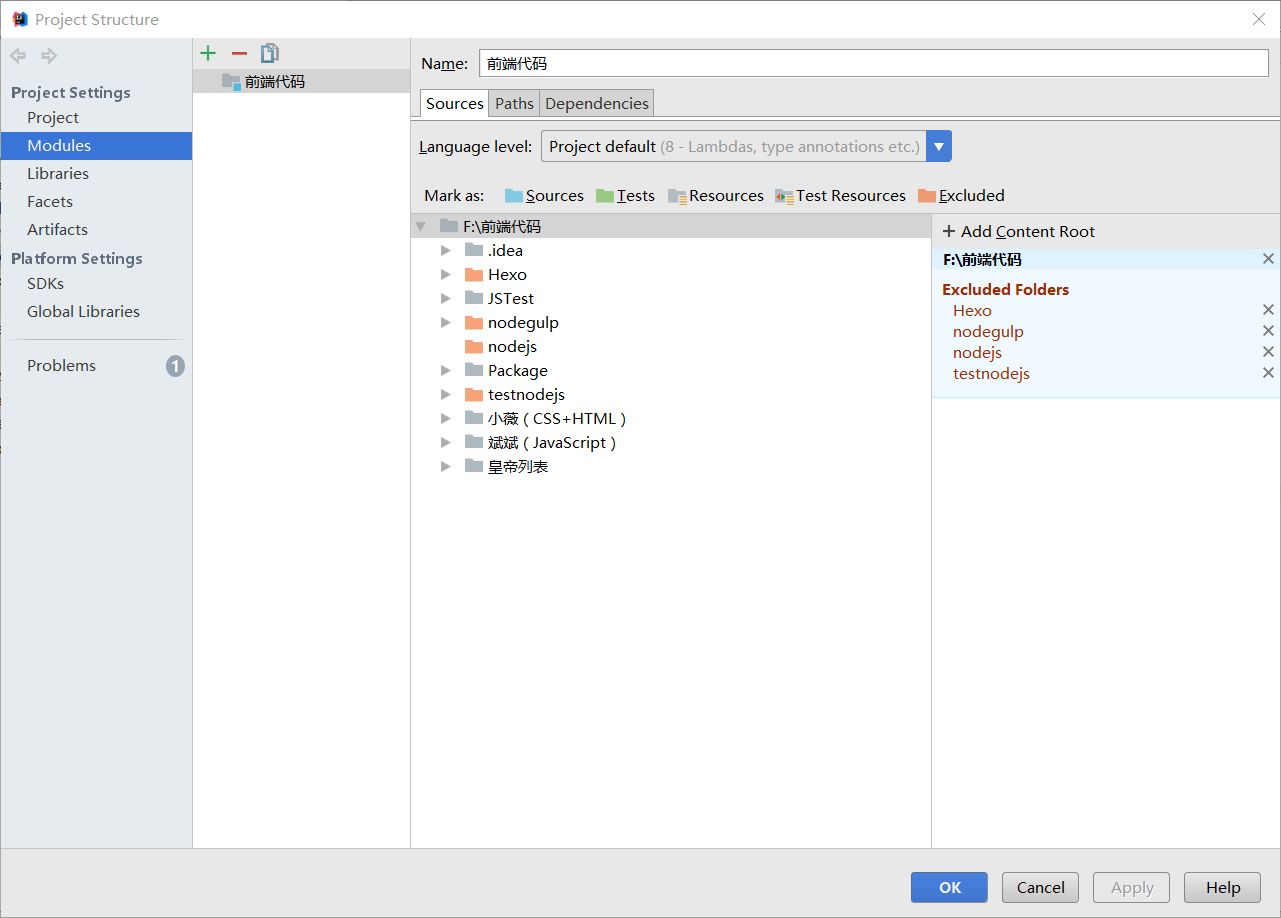 Project Structure
Project Settings
Project
Modules
Libraries
Facets
Artifacts
Platform Settings
SDKs
Global Libraries
Problems
1
前端代码
Name:
前端代码
Sources
Paths
Dependencies
Language level:
Project default (8 - Lambdas, type annotations etc.)
Mark as:
Sources
Tests
Resources
Test Resources
Excluded
F:\前端代码
.idea
Hexo
JSTest
nodegulp
nodejs
Package
testnodejs
小薇（CSS+HTML）
斌斌（JavaScript）
皇帝列表
+ Add Content Root
F:\前端代码
Excluded Folders
Hexo
nodegulp
nodejs
testnodejs
OK
Cancel
Apply
Help